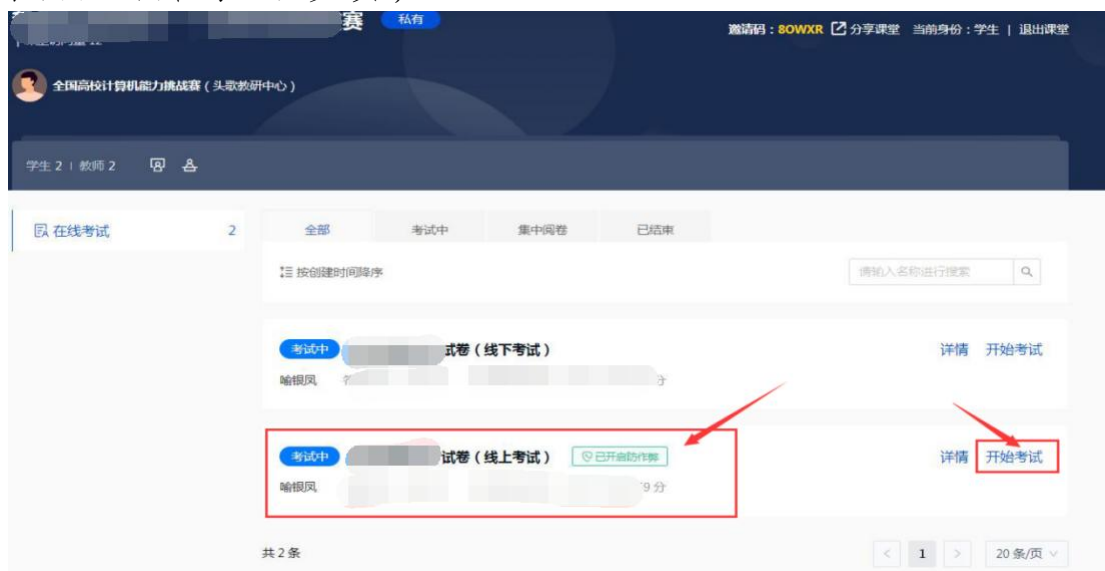 赛 私有 邀请码：8OWXR 分享课堂 当前身份：学生 | 退出课堂
全国高校计算机能力挑战赛（头歌教研中心）
学生 2 | 教师 2
在线考试 2 全部 考试中 集中阅卷 已结束
按创建时间降序 请输入名称进行搜索
考试中 试卷（线下考试） 详情 开始考试
喻银凤
考试中 试卷（线上考试） 已开启防作弊 详情 开始考试
喻银凤 分
共 2 条 < 1 > 20 条/页